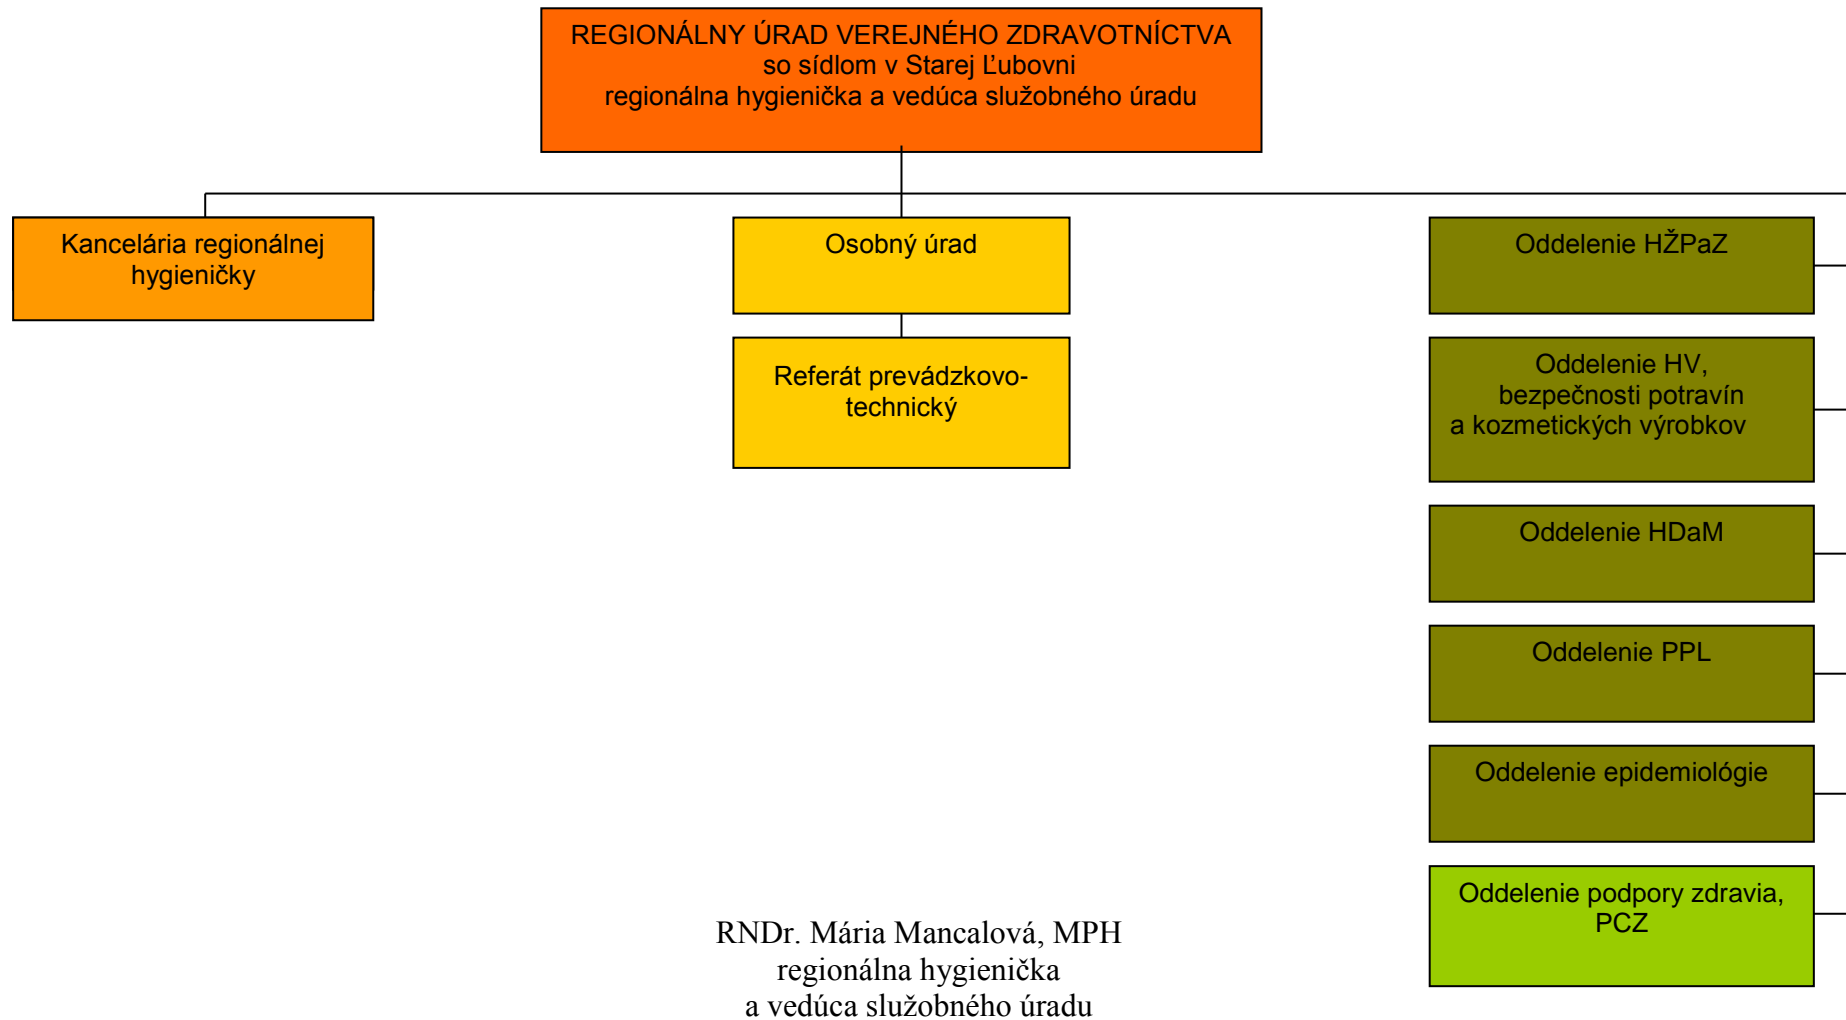 REGIONÁLNY ÚRAD VEREJNÉHO ZDRAVOTNÍCTVA
so sídlom v Starej Ľubovni
regionálna hygienička a vedúca služobného úradu
Kancelária regionálnej
hygieničky
Osobný úrad
Referát prevádzkovo-
technický
Oddelenie HŽPaZ
Oddelenie HV,
bezpečnosti potravín
a kozmetických výrobkov
Oddelenie HDaM
Oddelenie PPL
Oddelenie epidemiológie
Oddelenie podpory zdravia,
PCZ
RNDr. Mária Mancalová, MPH
regionálna hygienička
a vedúca služobného úradu